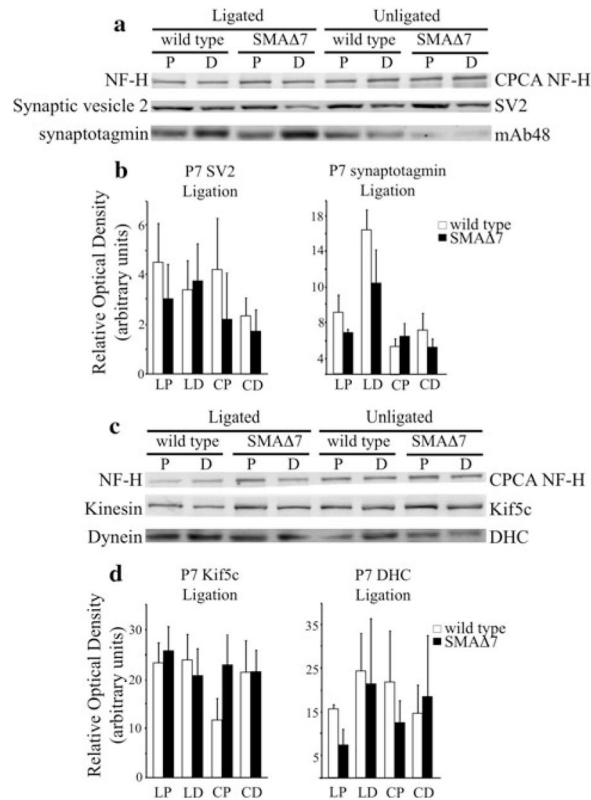 a
Ligated Unligated
wild type SMAΔ7 wild type SMAΔ7
P D P D P D P D
NF-H CPCA NF-H
Synaptic vesicle 2 SV2
synaptotagmin mAb48
b
P7 SV2 P7 synaptotagmin
Ligation Ligation
Relative Optical Density
(arbitrary units)
6
4
2
0
LP LD CP CD
18
16
12
8
4
LP LD CP CD
wild type
SMAΔ7
c
Ligated Unligated
wild type SMAΔ7 wild type SMAΔ7
P D P D P D P D
NF-H CPCA NF-H
Kinesin Kif5c
Dynein DHC
d
P7 Kif5c P7 DHC
Ligation Ligation
Relative Optical Density
(arbitrary units)
30
20
10
0
LP LD CP CD
35
25
15
5
LP LD CP CD
wild type
SMAΔ7